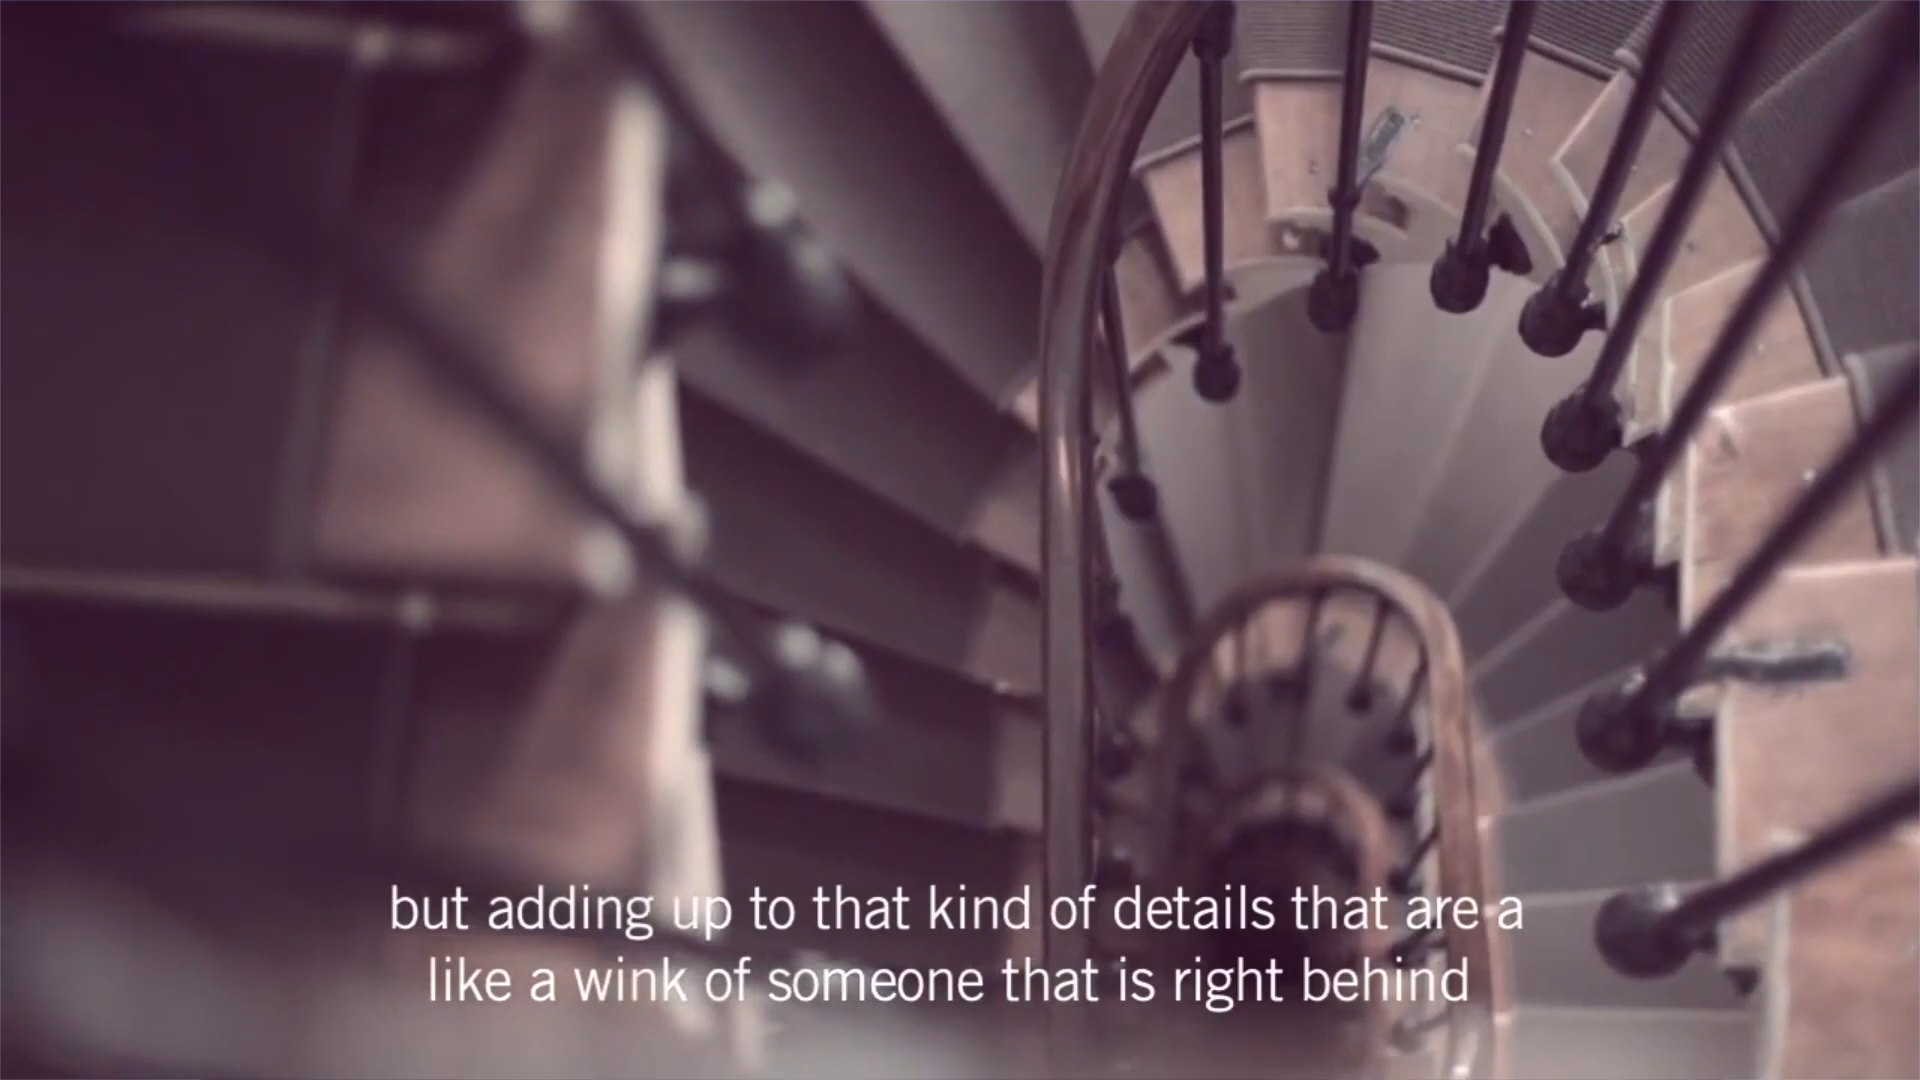 but adding up to that kind of details that are a
like a wink of someone that is right behind